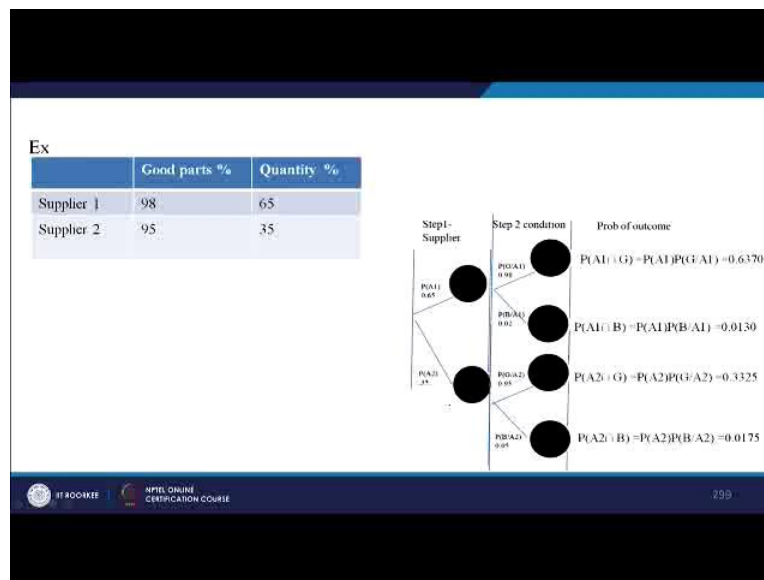 Ex
Good parts % Quantity %
Supplier 1 98 65
Supplier 2 95 35
Step1- Step 2 condition Prob of outcome
Supplier
P(A1)
0.65
P(G/A1)
0.98
P(A1∩G) =P(A1)P(G/A1) =0.6370
P(B/A1)
0.02
P(A1∩B) =P(A1)P(B/A1) =0.0130
P(A2)
.35
P(G/A2)
0.95
P(A2∩G) =P(A2)P(G/A2) =0.3325
P(B/A2)
0.05
P(A2∩B) =P(A2)P(B/A2) =0.0175
IIT ROORKEE
NPTEL ONLINE
CERTIFICATION COURSE
299